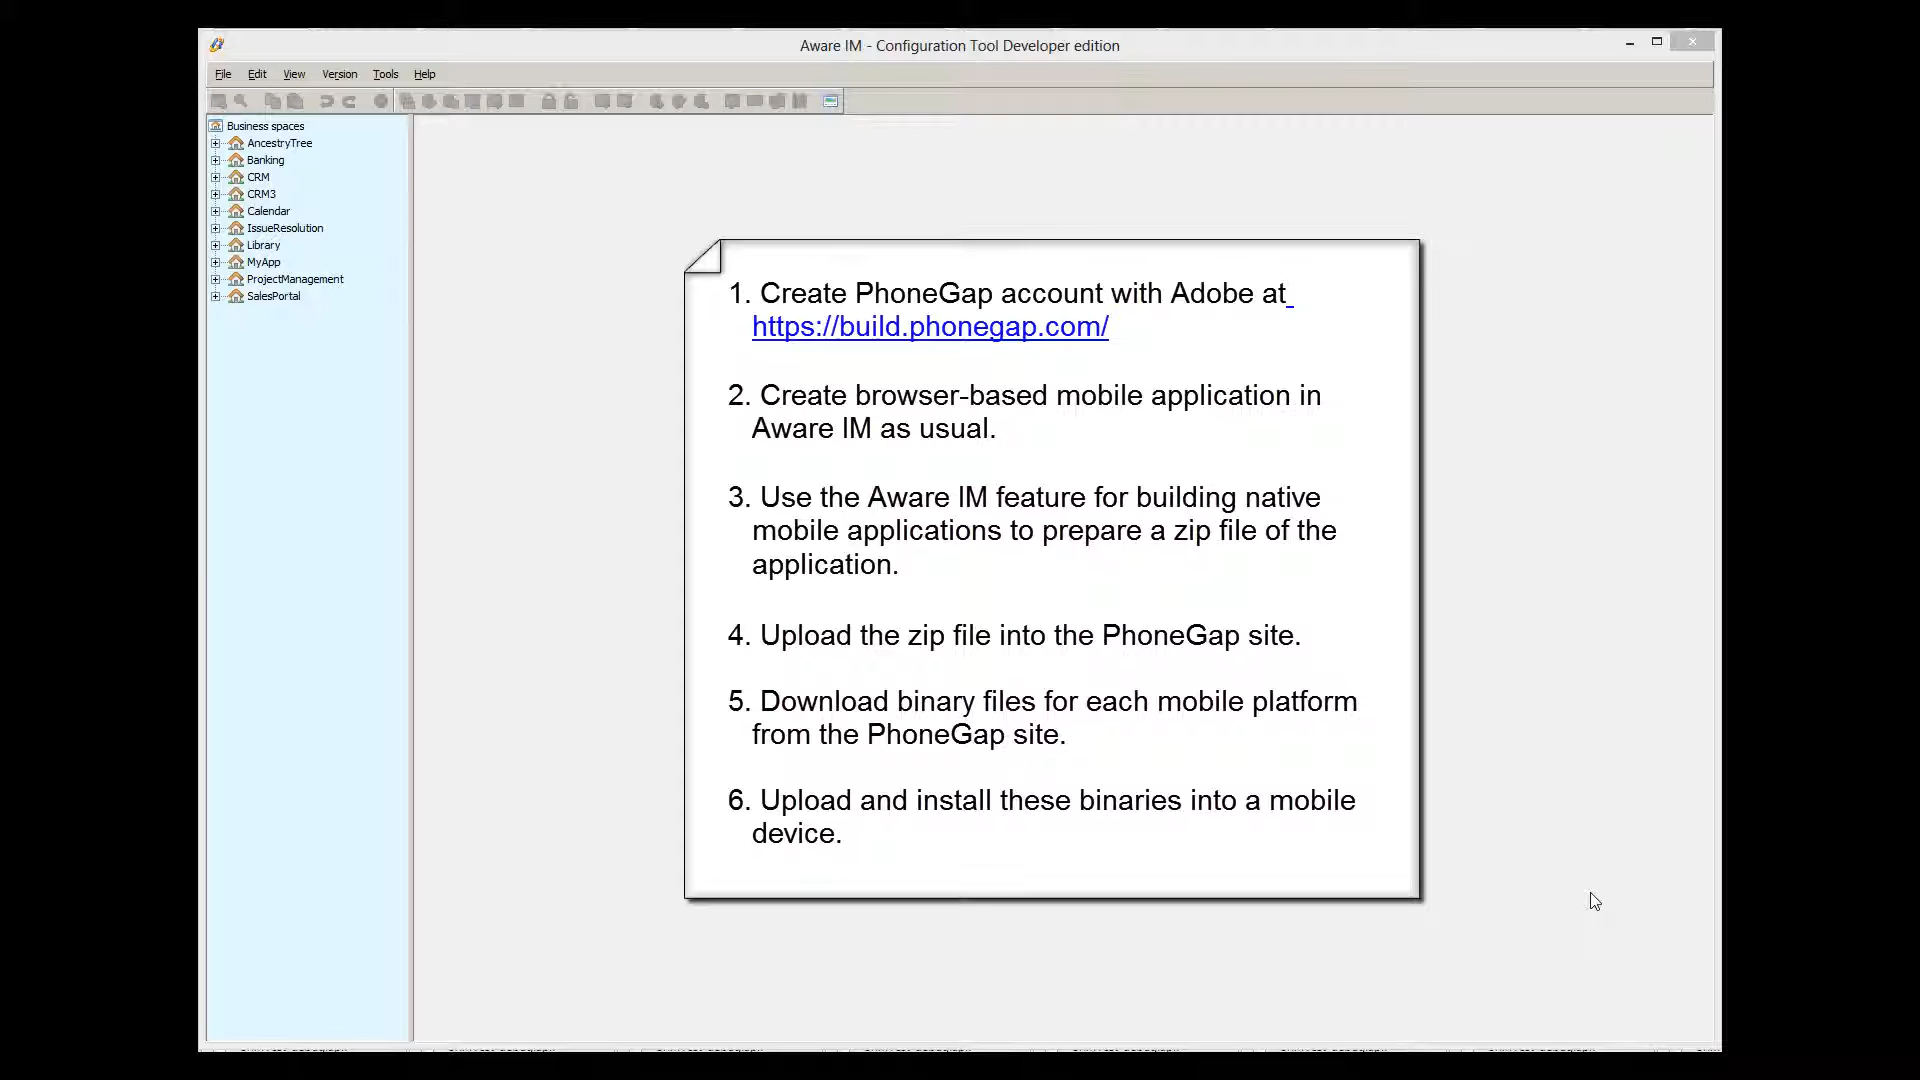 Aware IM - Configuration Tool Developer edition
File Edit View Version Tools Help
Business spaces
AncestryTree
Banking
CRM
CRM3
Calendar
IssueResolution
Library
MyApp
ProjectManagement
SalesPortal
1. Create PhoneGap account with Adobe at
https://build.phonegap.com/
2. Create browser-based mobile application in
Aware IM as usual.
3. Use the Aware IM feature for building native
mobile applications to prepare a zip file of the
application.
4. Upload the zip file into the PhoneGap site.
5. Download binary files for each mobile platform
from the PhoneGap site.
6. Upload and install these binaries into a mobile
device.